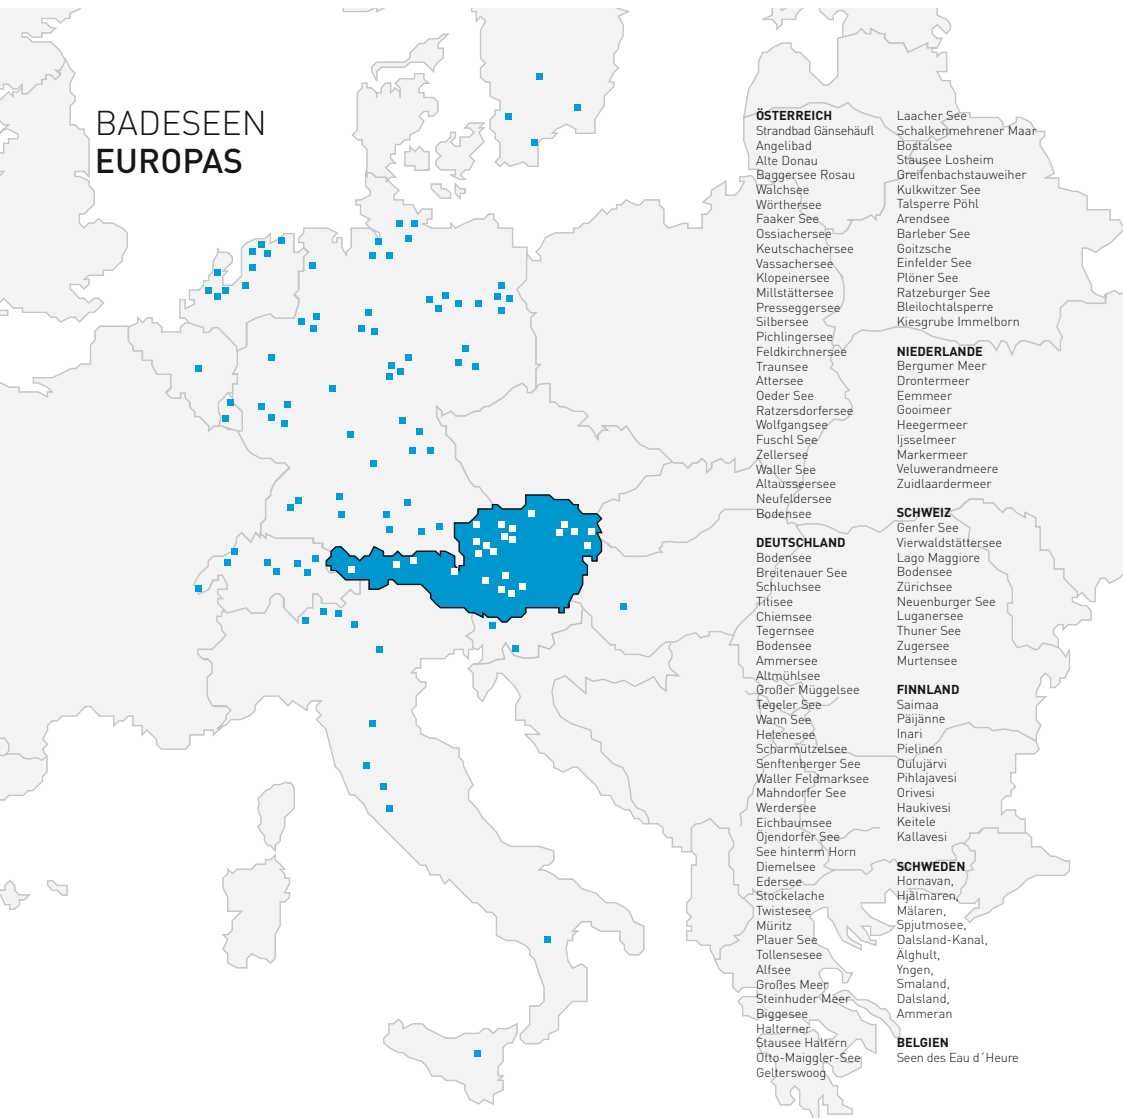 BADESEEN
EUROPAS
ÖSTERREICH
Strandbad Gänsehäufl
Angelibad
Alte Donau
Baggersee Rosau
Walchsee
Wörthersee
Faaker See
Ossiachersee
Keutschachersee
Vassachersee
Klopeinersee
Millstättersee
Presseggersee
Silbersee
Pichlingersee
Feldkirchnersee
Traunsee
Attersee
Oeder See
Ratzersdorfersee
Wolfgangsee
Fuschl See
Zellersee
Waller See
Altausseersee
Neufeldersee
Bodensee
DEUTSCHLAND
Bodensee
Breitenauer See
Schluchsee
Titisee
Chiemsee
Tegernsee
Bodensee
Ammersee
Altmühlsee
Großer Müggelsee
Tegeler See
Wann See
Helenesee
Scharmützelsee
Senftenberger See
Waller Feldmarksee
Mahndorfer See
Werdersee
Eichbaumsee
Öjendorfer See
See hinterm Horn
Diemelsee
Edersee
Stockelache
Twistesee
Müritz
Plauer See
Tollensesee
Alfsee
Großes Meer
Steinhuder Meer
Biggesee
Halterner
Stausee Haltern
Otto-Maiggler-See
Gelterswoog
Laacher See
Schalkenmehrener Maar
Bostalsee
Stausee Losheim
Greifenbachstauweiher
Kulkwitzer See
Talsperre Pöhl
Arendsee
Barleber See
Goitzsche
Einfelder See
Plöner See
Ratzeburger See
Bleilochtalsperre
Kiesgrube Immelborn
NIEDERLANDE
Bergumer Meer
Drontermeer
Eemmeer
Gooimeer
Heegermeer
Ijsselmeer
Markermeer
Veluwerandmeere
Zuidlaardermeer
SCHWEIZ
Genfer See
Vierwaldstättersee
Lago Maggiore
Bodensee
Zürichsee
Neuenburger See
Luganersee
Thuner See
Zugersee
Murtensee
FINNLAND
Saimaa
Päijänne
Inari
Pielinen
Oulujärvi
Pihlajavesi
Orivesi
Haukivesi
Keitele
Kallavesi
SCHWEDEN
Hornavan,
Hjälmaren,
Mälaren,
Spjutmosee,
Dalsland-Kanal,
Älghult,
Yngen,
Smaland,
Dalsland,
Ammeran
BELGIEN
Seen des Eau d´Heure